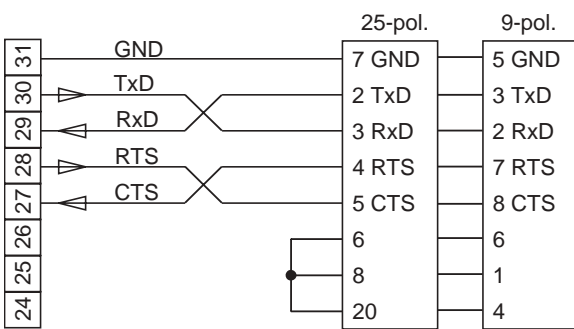 25-pol. 9-pol.
31 GND 7 GND 5 GND
30 TxD 2 TxD 3 TxD
29 RxD 3 RxD 2 RxD
28 RTS 4 RTS 7 RTS
27 CTS 5 CTS 8 CTS
26 6 6
25 8 1
24 20 4